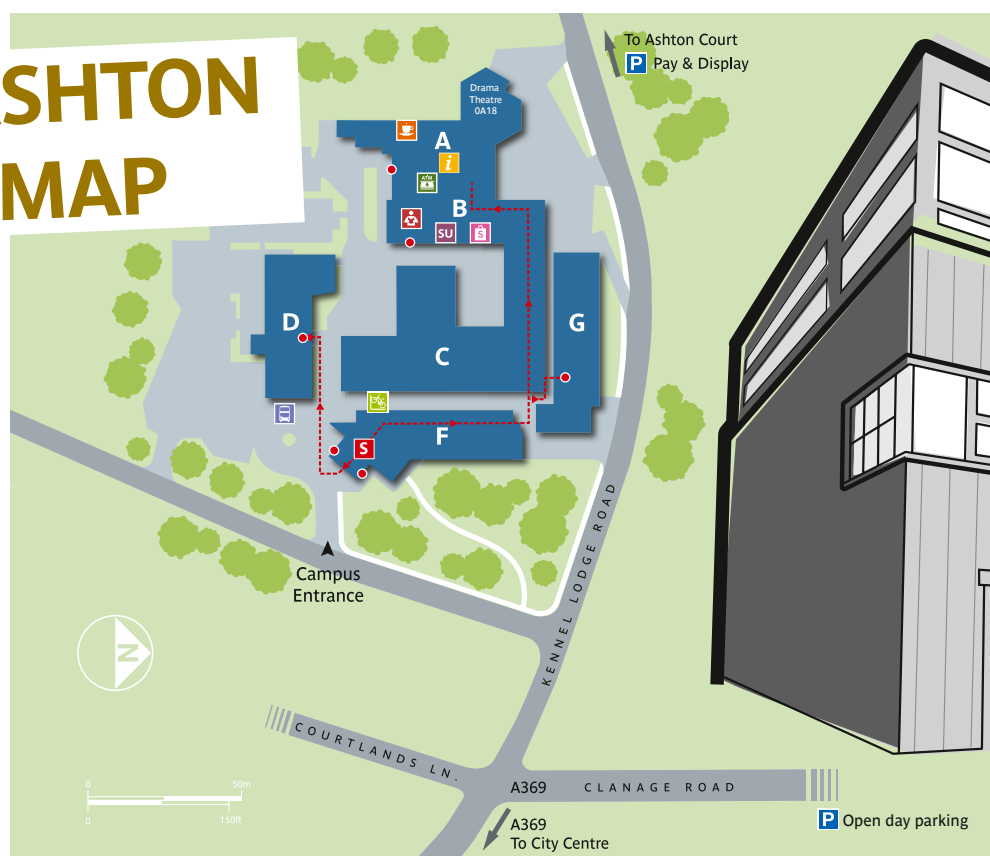 SHTON
MAP
To Ashton Court
P Pay & Display
Drama
Theatre
0A18
A
i
ATM
B
SU
S
D
G
C
F
S
Campus
Entrance
KENNEL LODGE ROAD
N
COURTLANDS LN.
0 50m
0 150ft
A369 CLANAGE ROAD
P Open day parking
A369
To City Centre